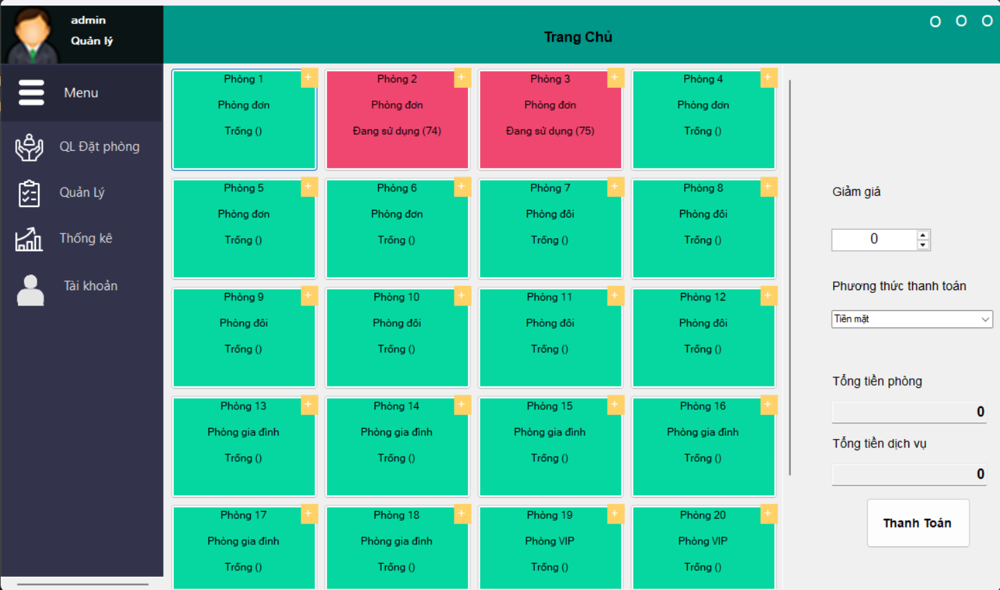 admin
Quản lý
Trang Chủ
O O O
Menu
QL Đặt phòng
Quản Lý
Thống kê
Tài khoản
Phòng 1
+
Phòng đơn
Trống ()
Phòng 2
+
Phòng đơn
Đang sử dụng (74)
Phòng 3
+
Phòng đơn
Đang sử dụng (75)
Phòng 4
+
Phòng đơn
Trống ()
Phòng 5
+
Phòng đơn
Trống ()
Phòng 6
+
Phòng đơn
Trống ()
Phòng 7
+
Phòng đôi
Trống ()
Phòng 8
+
Phòng đôi
Trống ()
Phòng 9
+
Phòng đôi
Trống ()
Phòng 10
+
Phòng đôi
Trống ()
Phòng 11
+
Phòng đôi
Trống ()
Phòng 12
+
Phòng đôi
Trống ()
Phòng 13
+
Phòng gia đình
Trống ()
Phòng 14
+
Phòng gia đình
Trống ()
Phòng 15
+
Phòng gia đình
Trống ()
Phòng 16
+
Phòng gia đình
Trống ()
Phòng 17
+
Phòng gia đình
Trống ()
Phòng 18
+
Phòng gia đình
Trống ()
Phòng 19
+
Phòng VIP
Trống ()
Phòng 20
+
Phòng VIP
Trống ()
Giảm giá
0
Phương thức thanh toán
Tiền mặt
Tổng tiền phòng
0
Tổng tiền dịch vụ
0
Thanh Toán